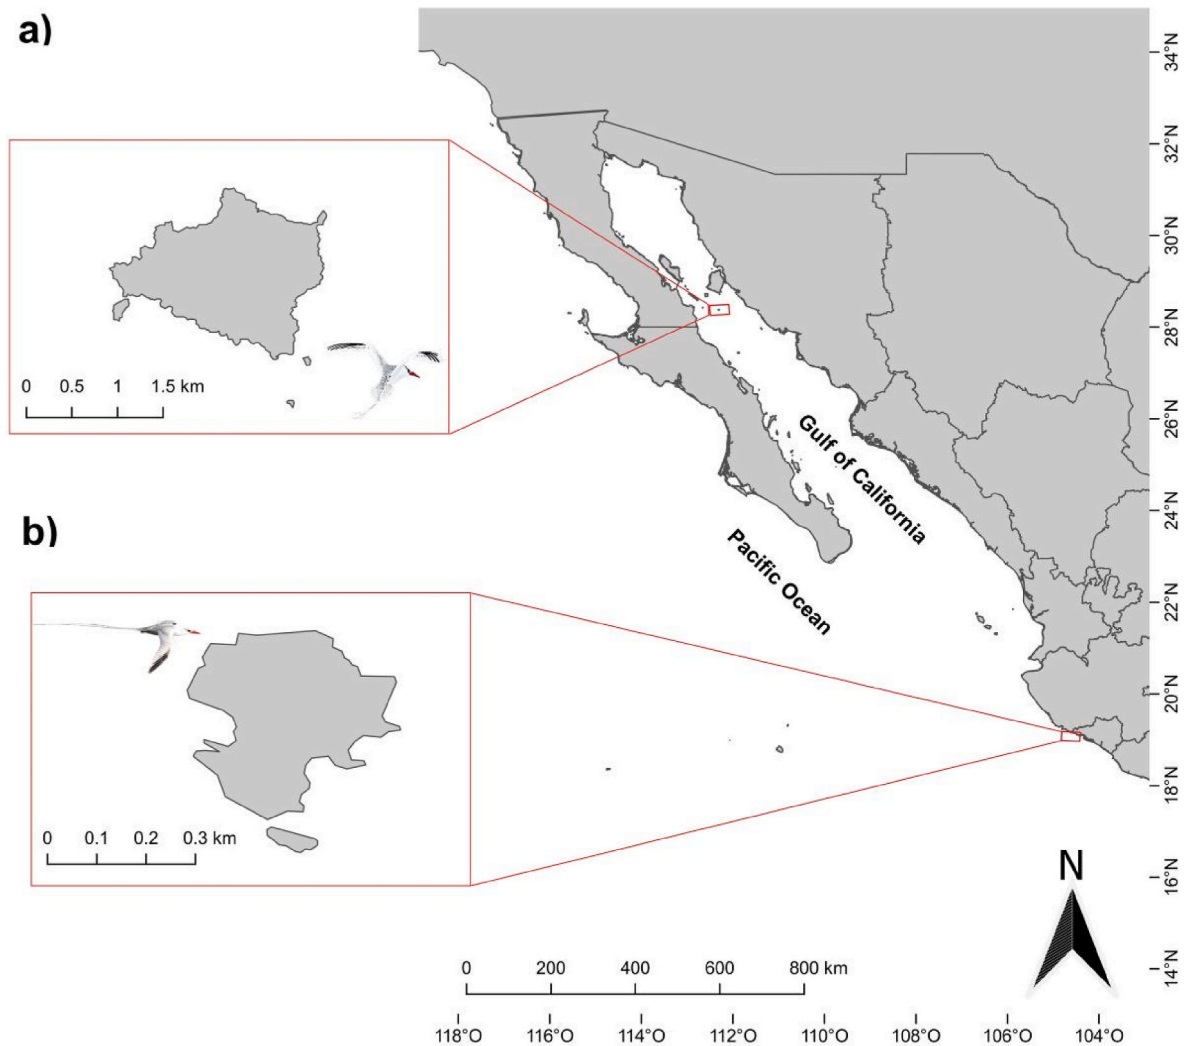 a)
34°N
32°N
30°N
28°N
26°N
24°N
22°N
20°N
18°N
16°N
14°N
0 0.5 1 1.5 km
Gulf of California
Pacific Ocean
b)
0 0.1 0.2 0.3 km
N
0 200 400 600 800 km
118°O 116°O 114°O 112°O 110°O 108°O 106°O 104°O